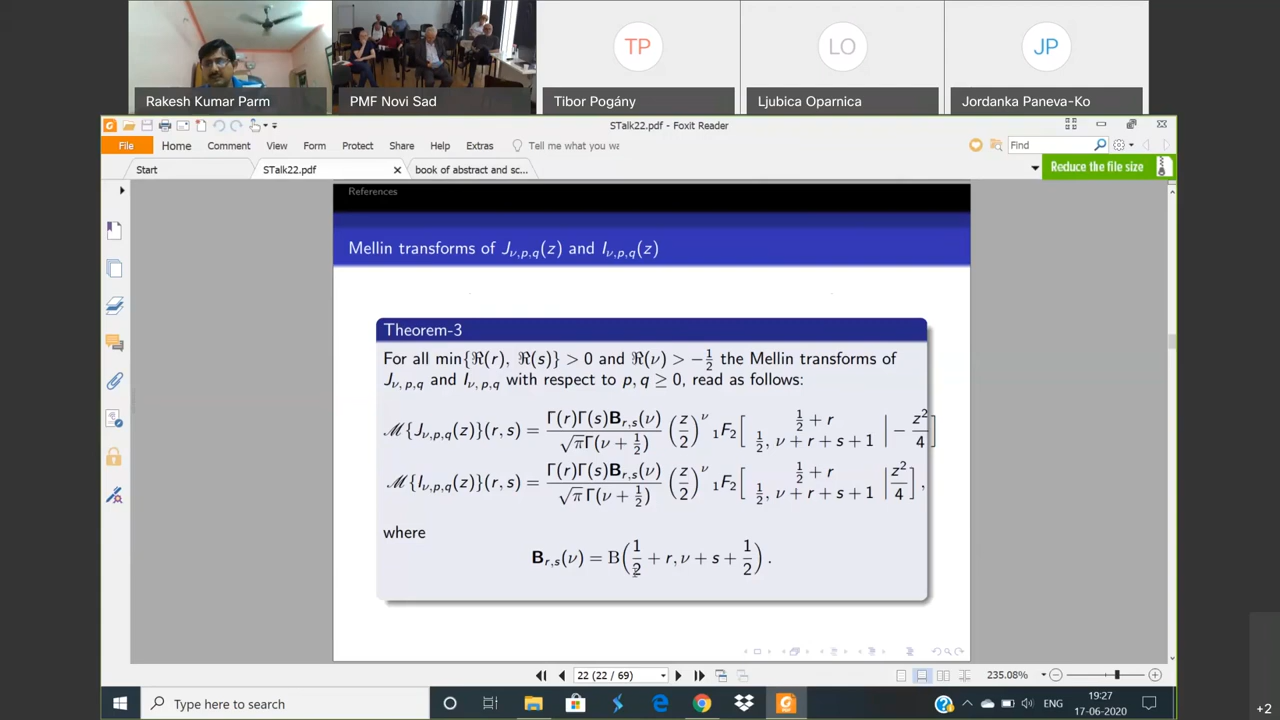 TP
LO
JP
Rakesh Kumar Parm
PMF Novi Sad
Tibor Pogány
Ljubica Oparnica
Jordanka Paneva-Ko
STalk22.pdf - Foxit Reader
File Home Comment View Form Protect Share Help Extras Tell me what you wa Find
Start STalk22.pdf book of abstract and sc... Reduce the file size
References
Mellin transforms of J_{ν,p,q}(z) and I_{ν,p,q}(z)
Theorem-3
For all min{ℜ(r), ℜ(s)} > 0 and ℜ(ν) > −1/2 the Mellin transforms of
J_{ν,p,q} and I_{ν,p,q} with respect to p, q ≥ 0, read as follows:
ℳ{J_{ν,p,q}(z)}(r, s) = Γ(r)Γ(s)B_{r,s}(ν) / √π Γ(ν + 1/2) (z/2)^ν ₁F₂[ 1/2 + r ; 1/2, ν + r + s + 1 | − z²/4 ]
ℳ{I_{ν,p,q}(z)}(r, s) = Γ(r)Γ(s)B_{r,s}(ν) / √π Γ(ν + 1/2) (z/2)^ν ₁F₂[ 1/2 + r ; 1/2, ν + r + s + 1 | z²/4 ],
where
B_{r,s}(ν) = B(1/2 + r, ν + s + 1/2).
22 (22 / 69) 235.08%
Type here to search ENG 19:27
17-06-2020
+2